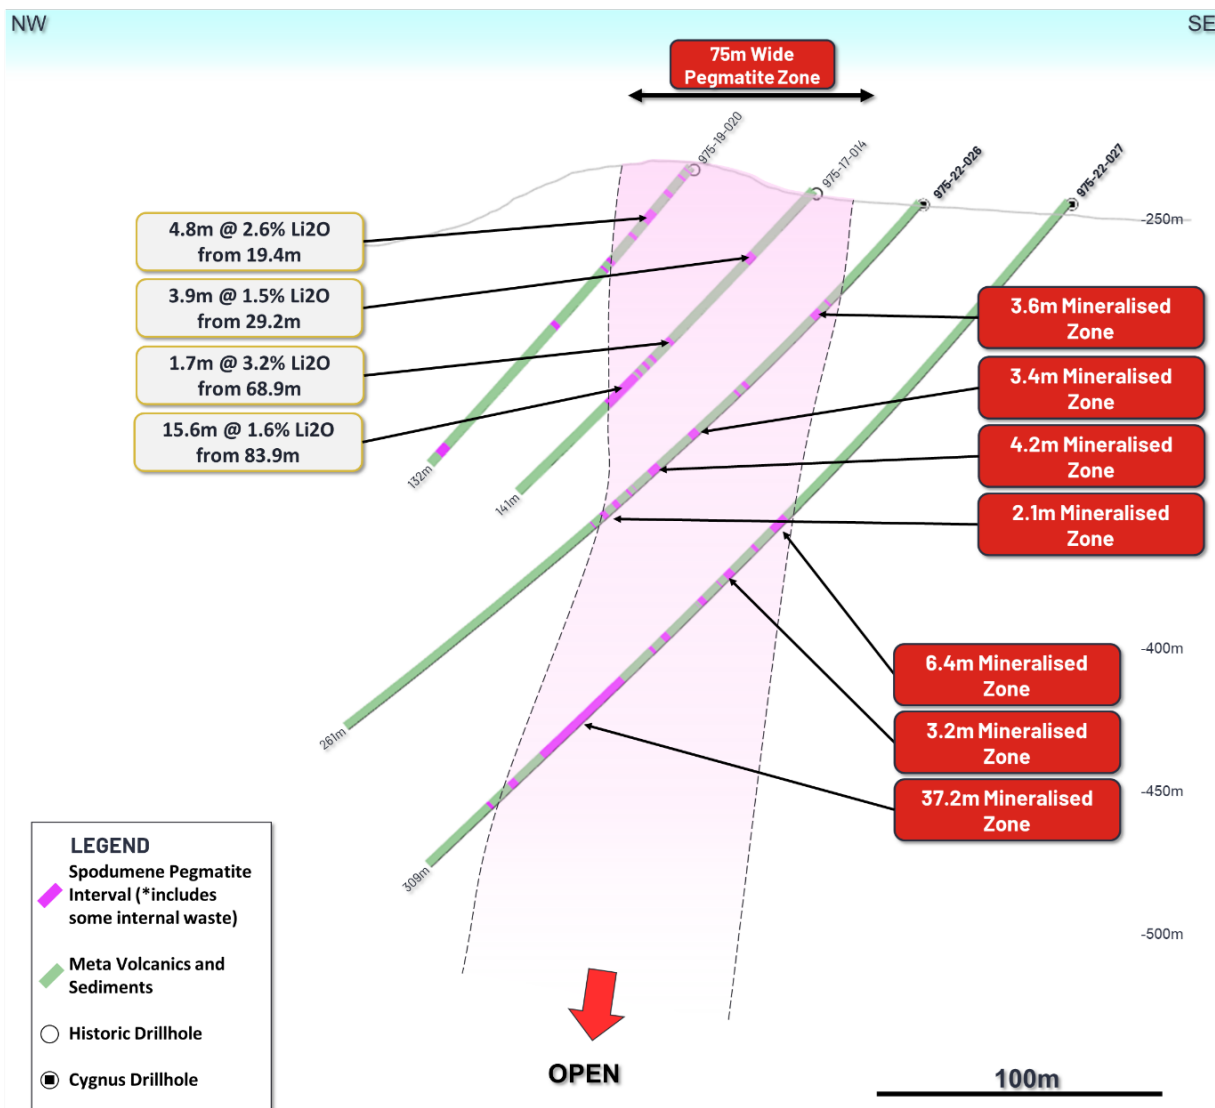 NW
SE
75m Wide
Pegmatite Zone
975-19-020
975-17-014
975-22-026
975-22-027
-250m
4.8m @ 2.6% Li2O
from 19.4m
3.9m @ 1.5% Li2O
from 29.2m
1.7m @ 3.2% Li2O
from 68.9m
15.6m @ 1.6% Li2O
from 83.9m
3.6m Mineralised
Zone
3.4m Mineralised
Zone
4.2m Mineralised
Zone
2.1m Mineralised
Zone
132m
141m
261m
309m
-400m
6.4m Mineralised
Zone
3.2m Mineralised
Zone
37.2m Mineralised
Zone
-450m
-500m
LEGEND
Spodumene Pegmatite
Interval (*includes
some internal waste)
Meta Volcanics and
Sediments
Historic Drillhole
Cygnus Drillhole
OPEN
100m